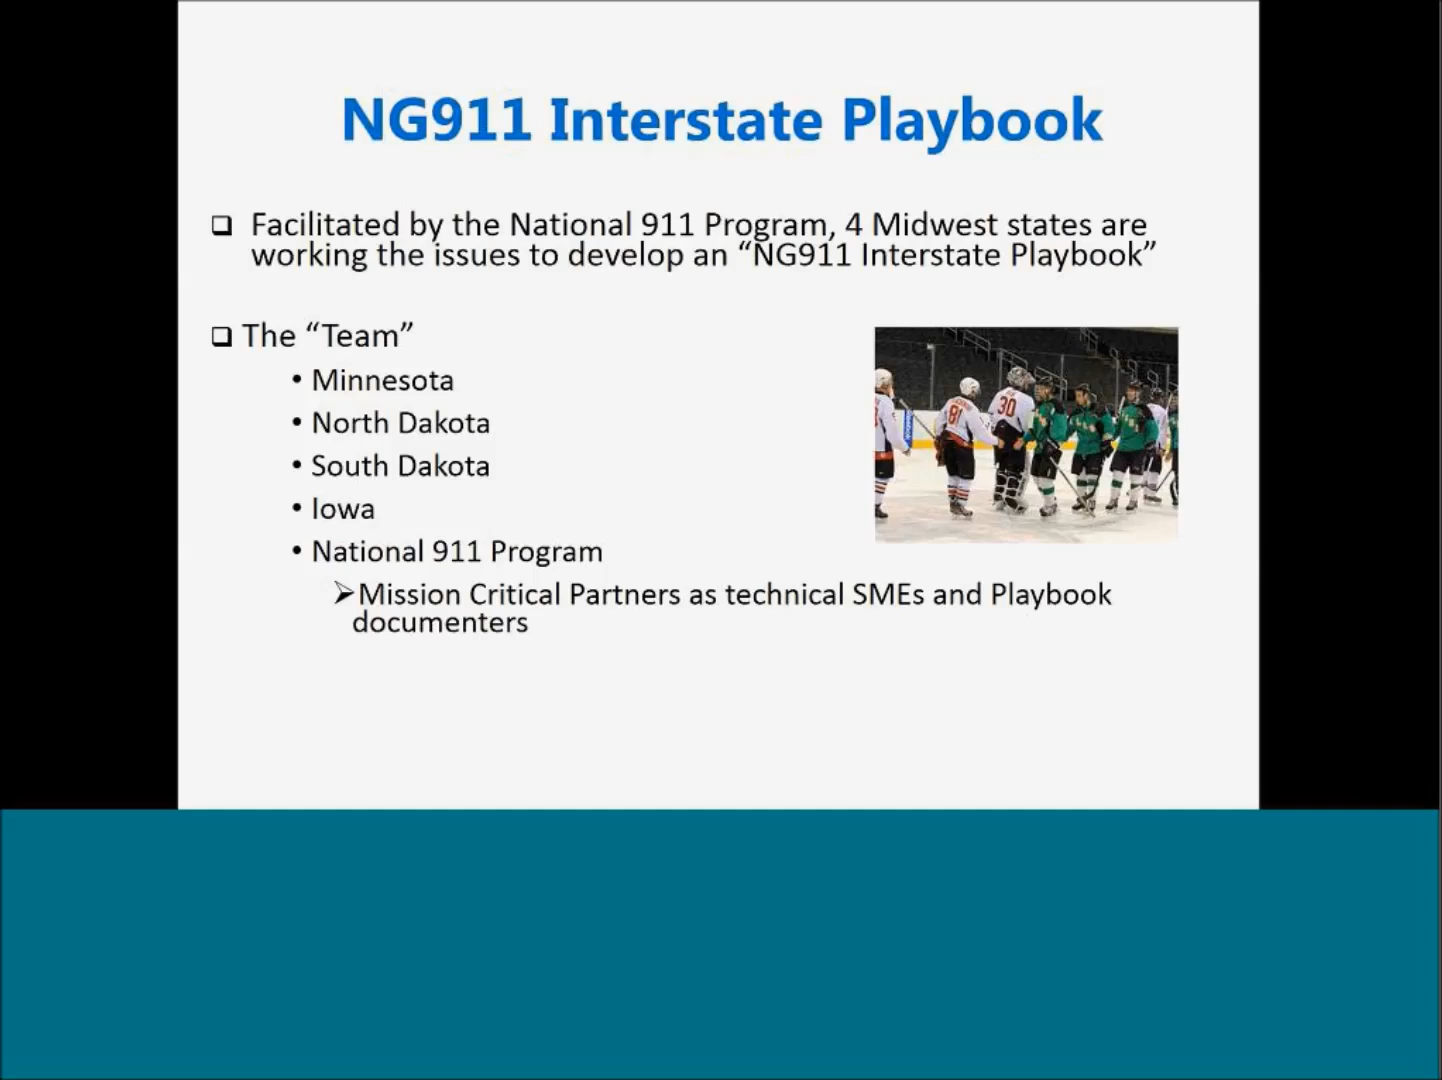 NG911 Interstate Playbook
Facilitated by the National 911 Program, 4 Midwest states are
working the issues to develop an “NG911 Interstate Playbook”
The “Team”
• Minnesota
• North Dakota
• South Dakota
• Iowa
• National 911 Program
➢Mission Critical Partners as technical SMEs and Playbook
documenters
81
30